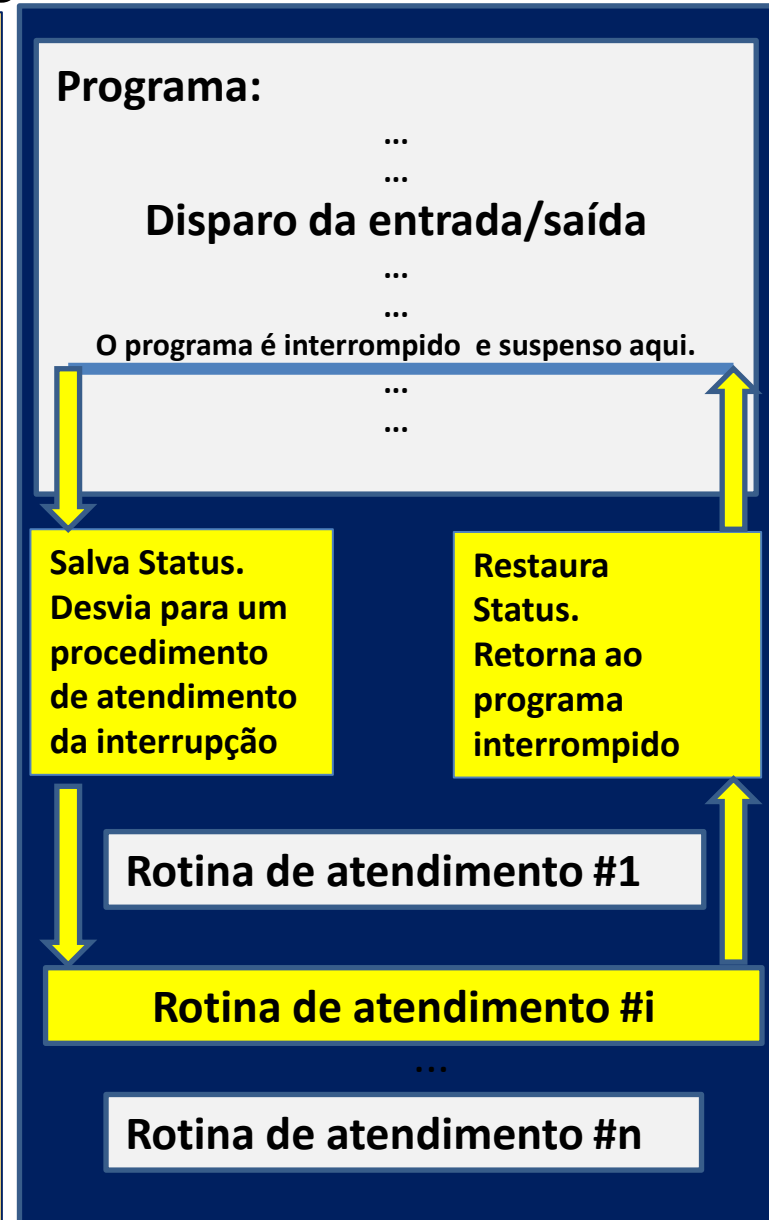 Programa:
...
...
Disparo da entrada/saída
...
...
O programa é interrompido e suspenso aqui.
...
...
Salva Status.
Desvia para um
procedimento
de atendimento
da interrupção
Restaura
Status.
Retorna ao
programa
interrompido
Rotina de atendimento #1
Rotina de atendimento #i
...
Rotina de atendimento #n